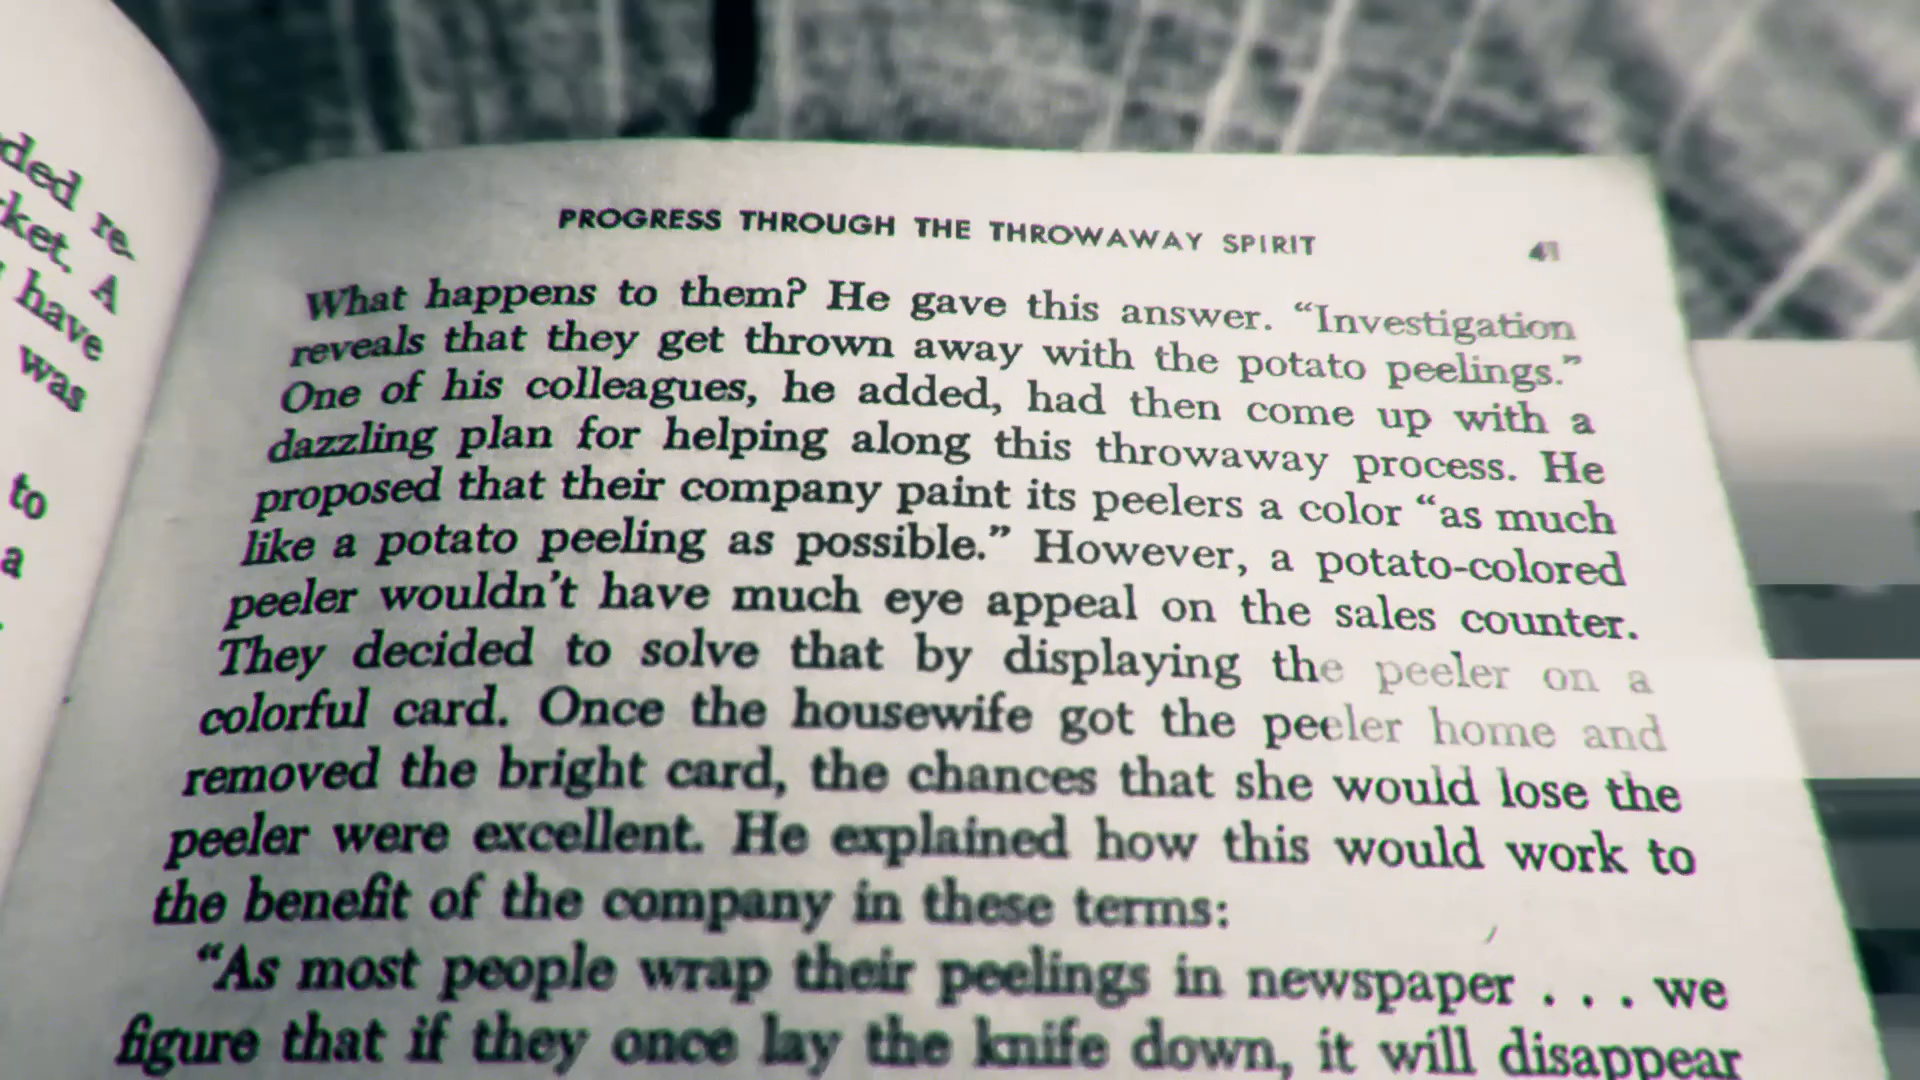 ded re-
ket. A
have
was
to
a
PROGRESS THROUGH THE THROWAWAY SPIRIT 41
What happens to them? He gave this answer. “Investigation
reveals that they get thrown away with the potato peelings.”
One of his colleagues, he added, had then come up with a
dazzling plan for helping along this throwaway process. He
proposed that their company paint its peelers a color “as much
like a potato peeling as possible.” However, a potato-colored
peeler wouldn’t have much eye appeal on the sales counter.
They decided to solve that by displaying the peeler on a
colorful card. Once the housewife got the peeler home and
removed the bright card, the chances that she would lose the
peeler were excellent. He explained how this would work to
the benefit of the company in these terms:
“As most people wrap their peelings in newspaper . . . we
figure that if they once lay the knife down, it will disappear